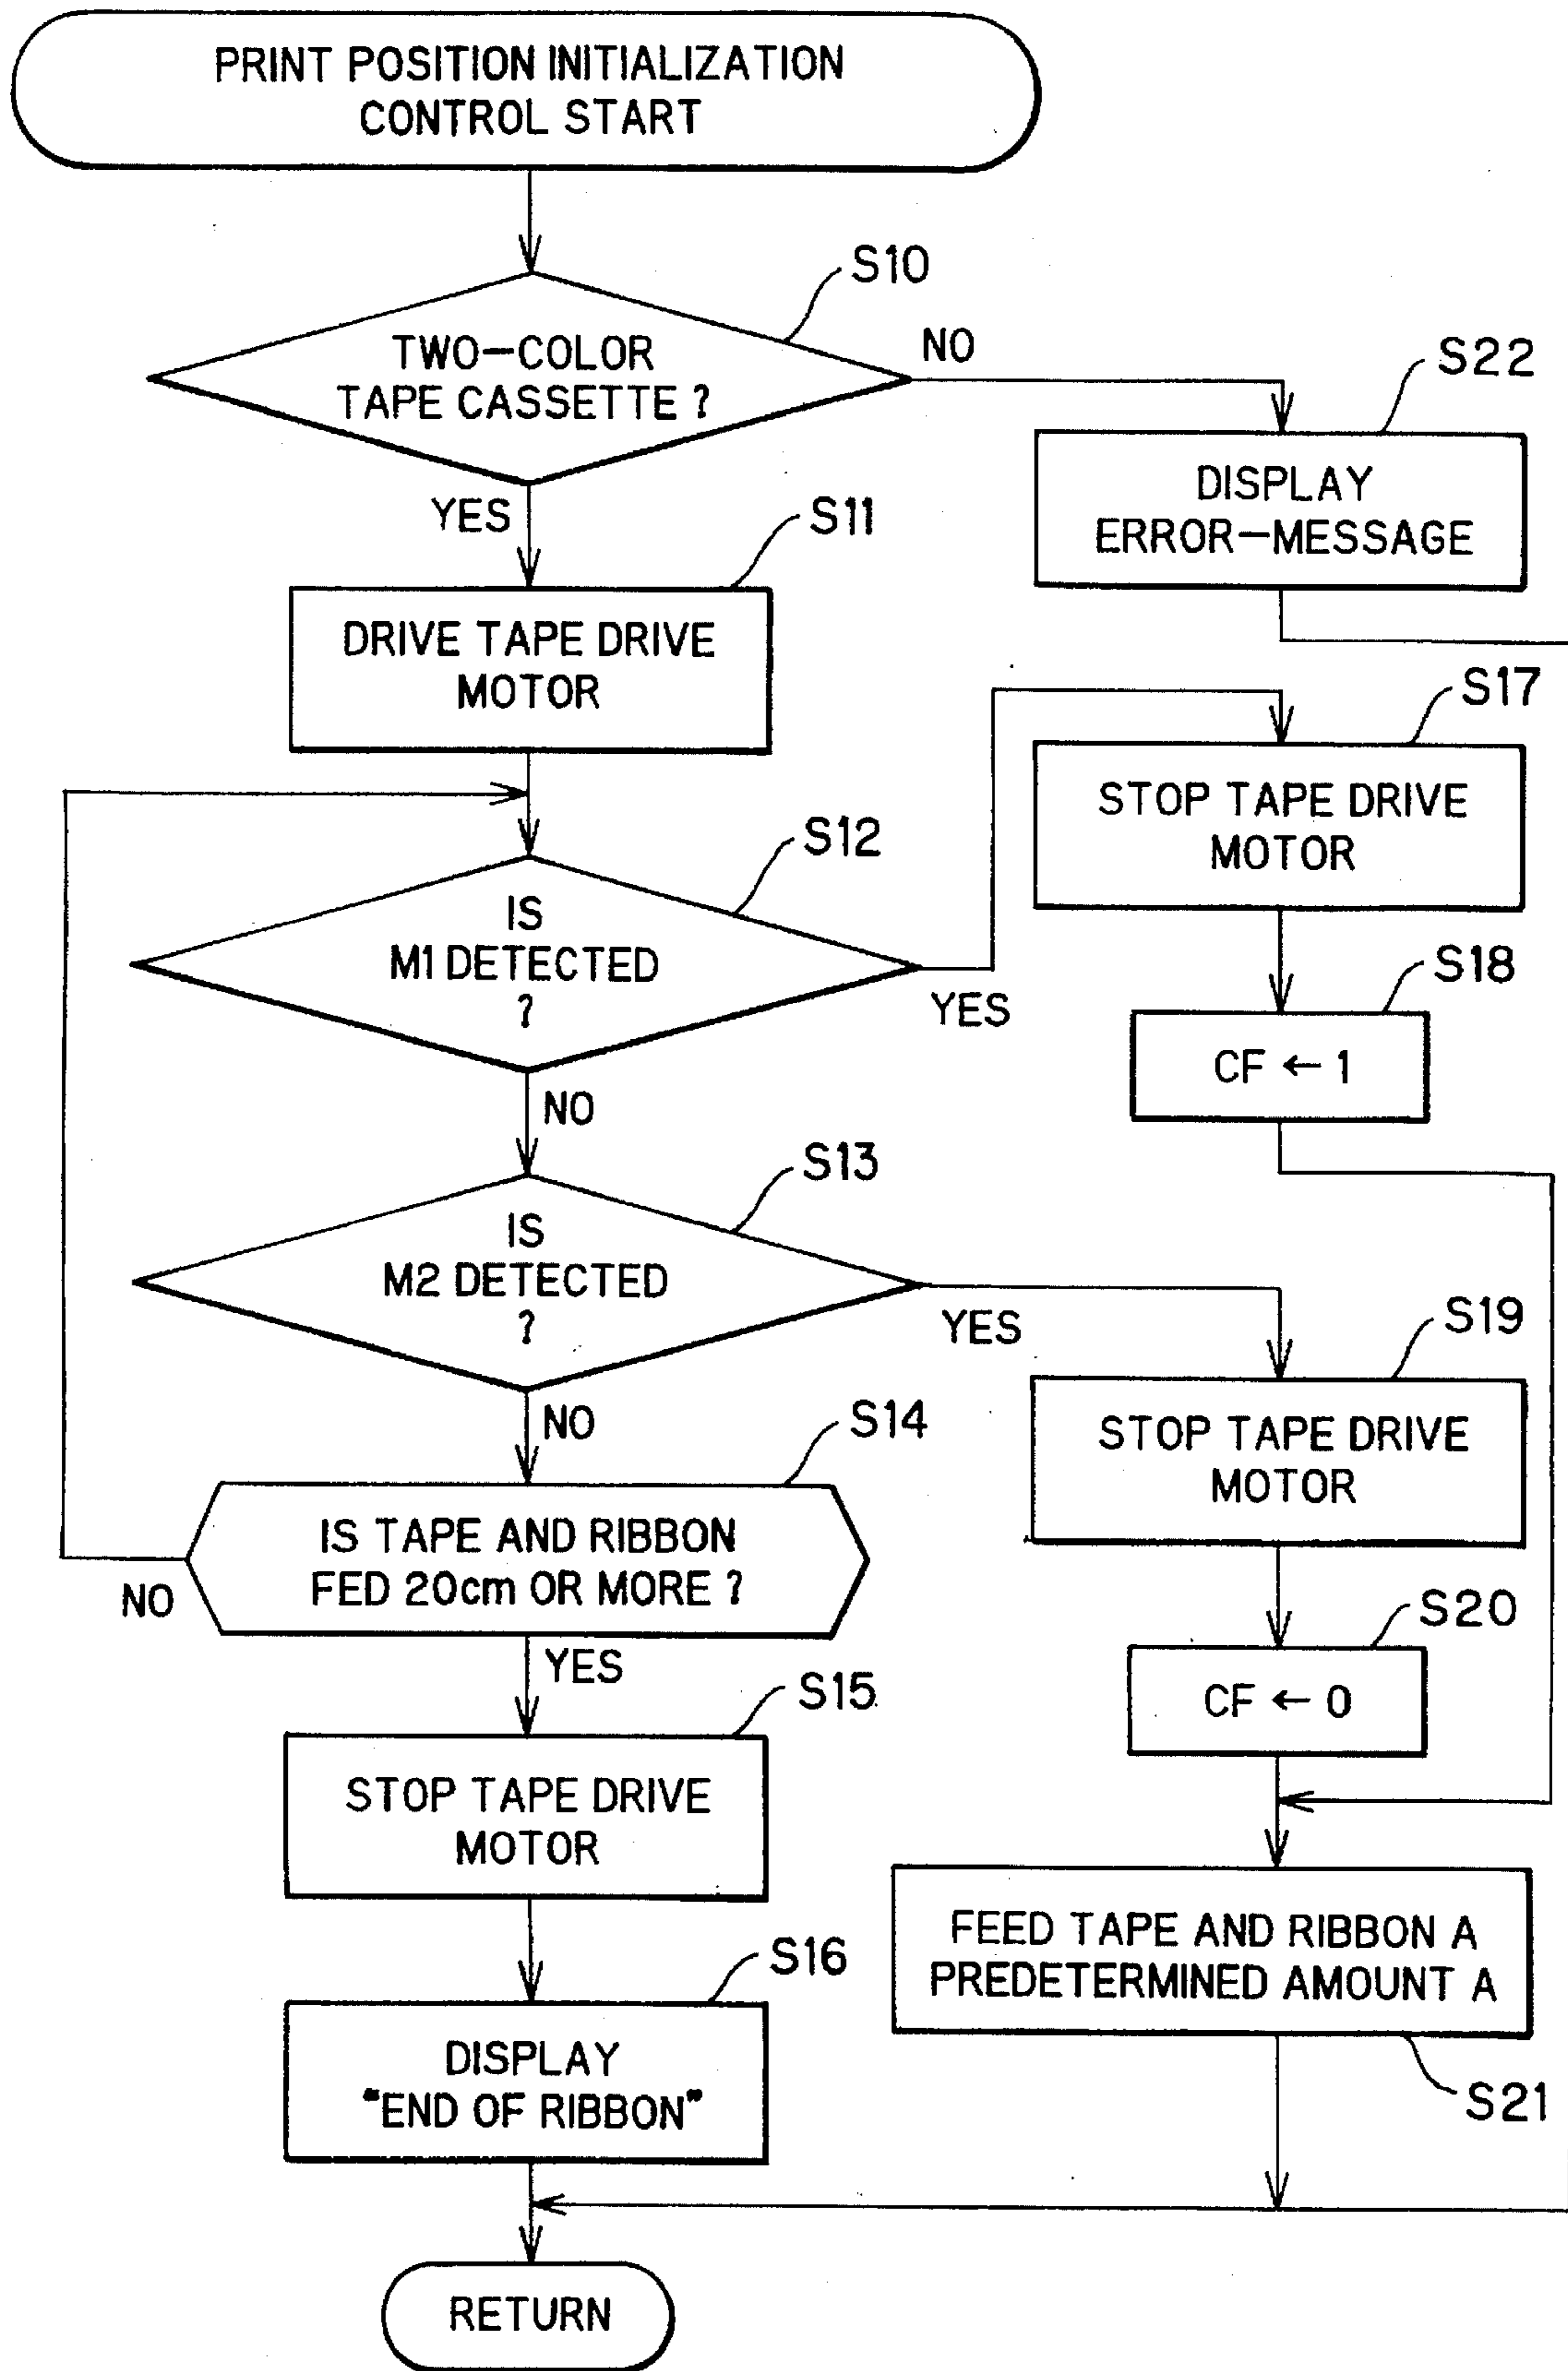 PRINT POSITION INITIALIZATION
CONTROL START
S10
TWO-COLOR
TAPE CASSETTE ?
NO
YES
S22
DISPLAY
ERROR-MESSAGE
S11
DRIVE TAPE DRIVE
MOTOR
S12
IS
M1 DETECTED
?
YES
NO
S17
STOP TAPE DRIVE
MOTOR
S18
CF ← 1
S13
IS
M2 DETECTED
?
YES
NO
S19
STOP TAPE DRIVE
MOTOR
S20
CF ← 0
S14
IS TAPE AND RIBBON
FED 20cm OR MORE ?
NO
YES
S15
STOP TAPE DRIVE
MOTOR
S16
DISPLAY
"END OF RIBBON"
FEED TAPE AND RIBBON A
PREDETERMINED AMOUNT A
S21
RETURN